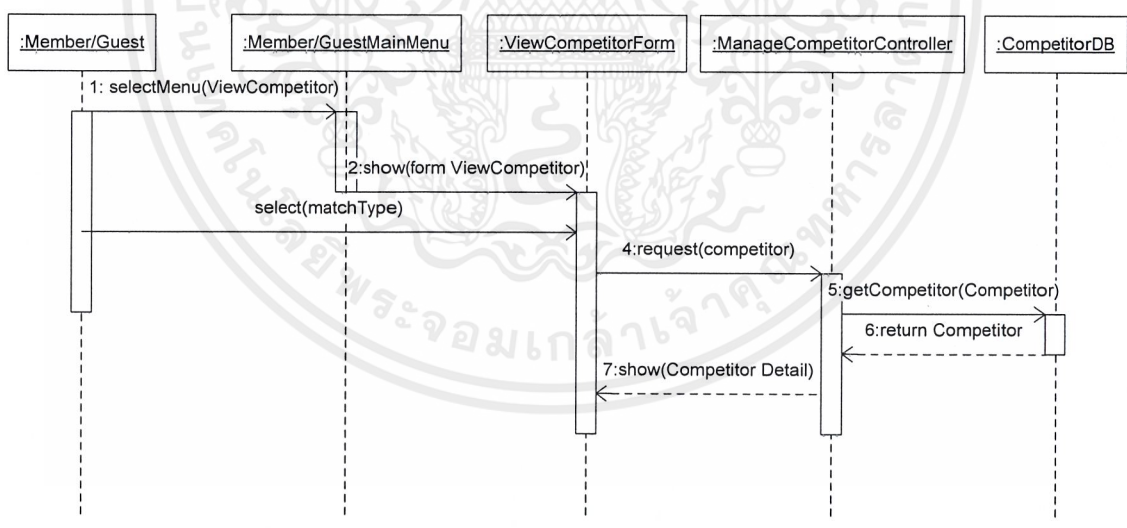 :Member/Guest
:Member/GuestMainMenu
:ViewCompetitorForm
:ManageCompetitorController
:CompetitorDB
1: selectMenu(ViewCompetitor)
2:show(form ViewCompetitor)
select(matchType)
4:request(competitor)
5:getCompetitor(Competitor)
6:return Competitor
7:show(Competitor Detail)